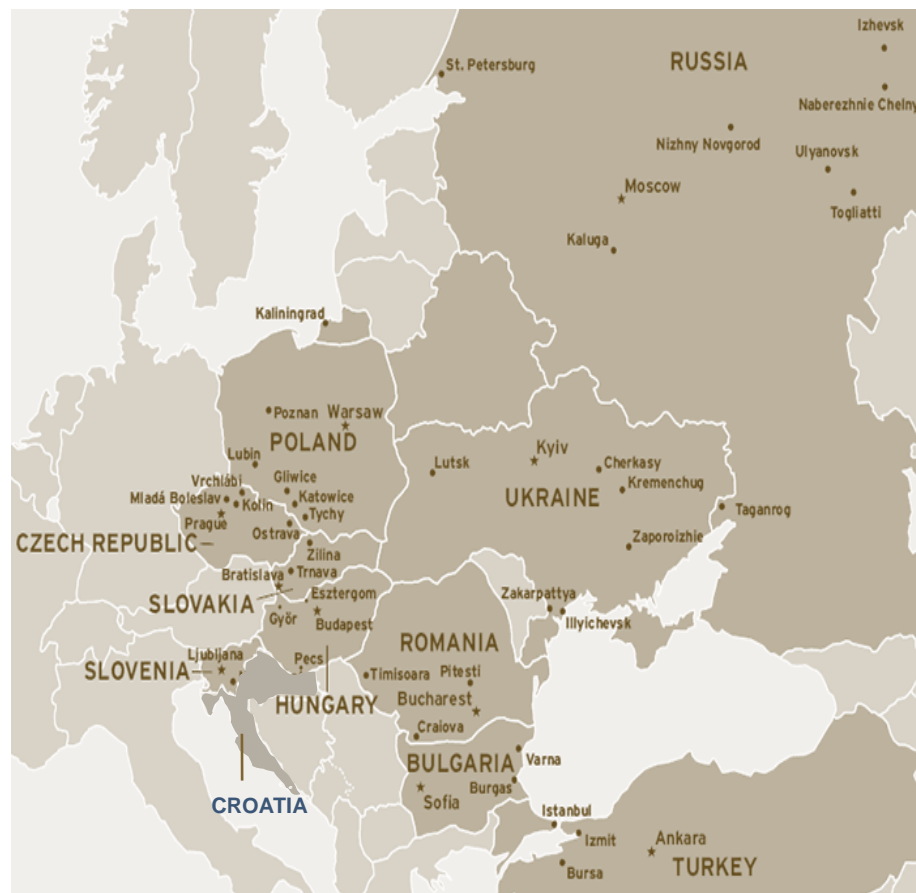 Izhevsk
St. Petersburg
RUSSIA
Naberezhnie Chelny
Nizhny Novgorod
Ulyanovsk
Moscow
Togliatti
Kaluga
Kaliningrad
Poznan
Warsaw
POLAND
Kyiv
Lubin
Lutsk
Cherkasy
Gliwice
Vrchlábi
Kremenchug
Mladá Boleslav
Katowice
UKRAINE
Kolin
Taganrog
Tychy
Prague
Ostrava
CZECH REPUBLIC
Zilina
Zaporoizhie
Bratislava
Trnava
Esztergom
Zakarpattya
SLOVAKIA
Györ
Illyichevsk
Budapest
ROMANIA
Ljubijana
Pecs
SLOVENIA
Timisoara
Pitesti
Bucharest
HUNGARY
Craiova
BULGARIA
Varna
Burgas
Sofia
CROATIA
Istanbul
Izmit
Ankara
Bursa
TURKEY